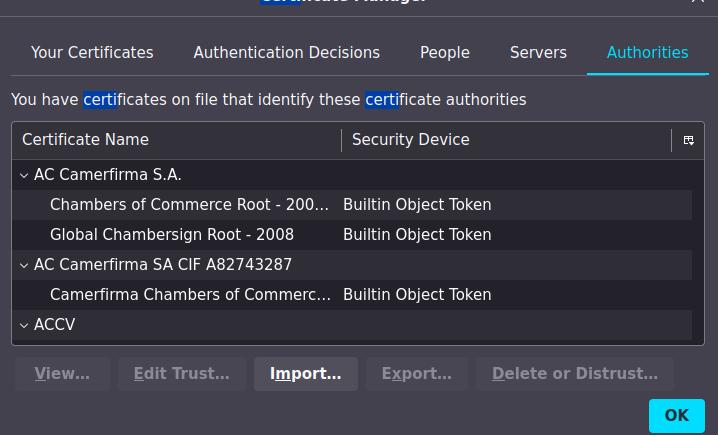 Certificate Manager
Your Certificates Authentication Decisions People Servers Authorities
You have certificates on file that identify these certificate authorities
Certificate Name Security Device
AC Camerfirma S.A.
Chambers of Commerce Root - 200… Builtin Object Token
Global Chambersign Root - 2008 Builtin Object Token
AC Camerfirma SA CIF A82743287
Camerfirma Chambers of Commerc… Builtin Object Token
ACCV
View… Edit Trust… Import… Export… Delete or Distrust…
OK